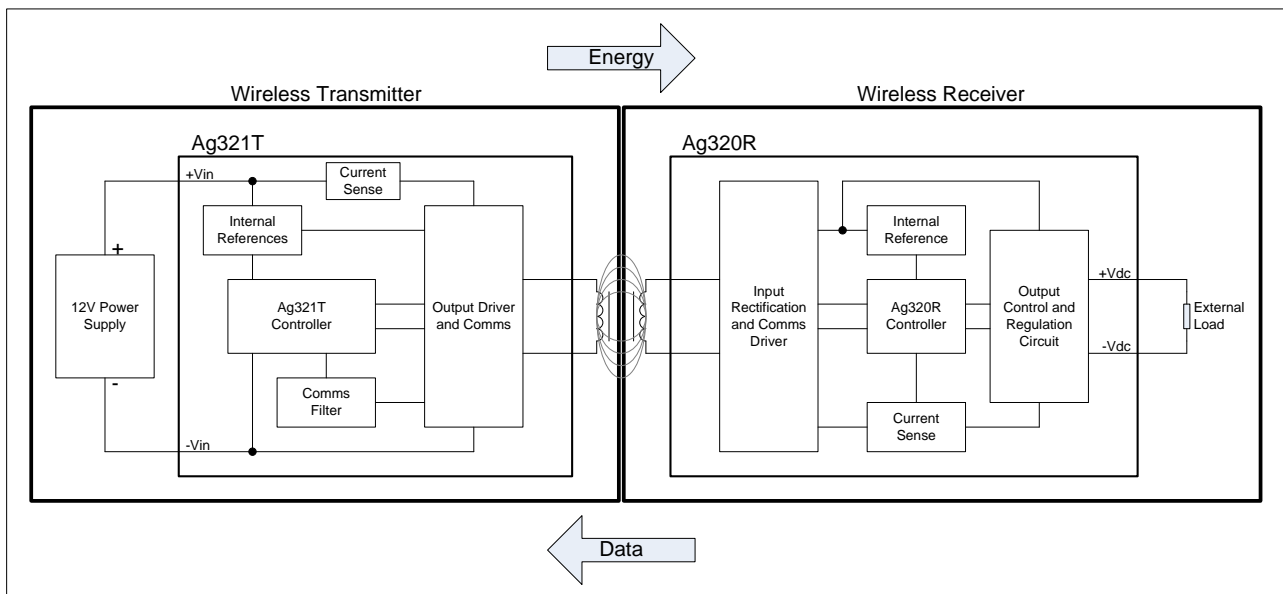 Energy
Wireless Transmitter
Wireless Receiver
Ag321T
Ag320R
+Vin
Current
Sense
Internal
References
Internal
Reference
+
12V Power
Supply
-
Ag321T
Controller
Output Driver
and Comms
Input
Rectification
and Comms
Driver
Ag320R
Controller
Output
Control and
Regulation
Circuit
+Vdc
-Vdc
External
Load
Comms
Filter
Current
Sense
-Vin
Data